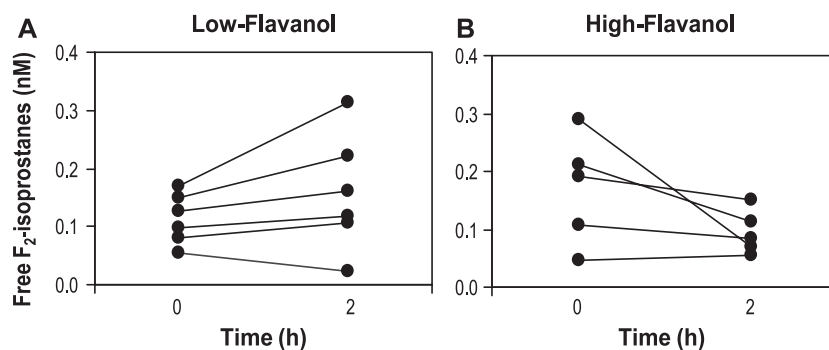 A Low-Flavanol
Free F₂-isoprostanes (nM)
0.4
0.3
0.2
0.1
0.0
0 2
Time (h)
B High-Flavanol
0.4
0.3
0.2
0.1
0.0
0 2
Time (h)